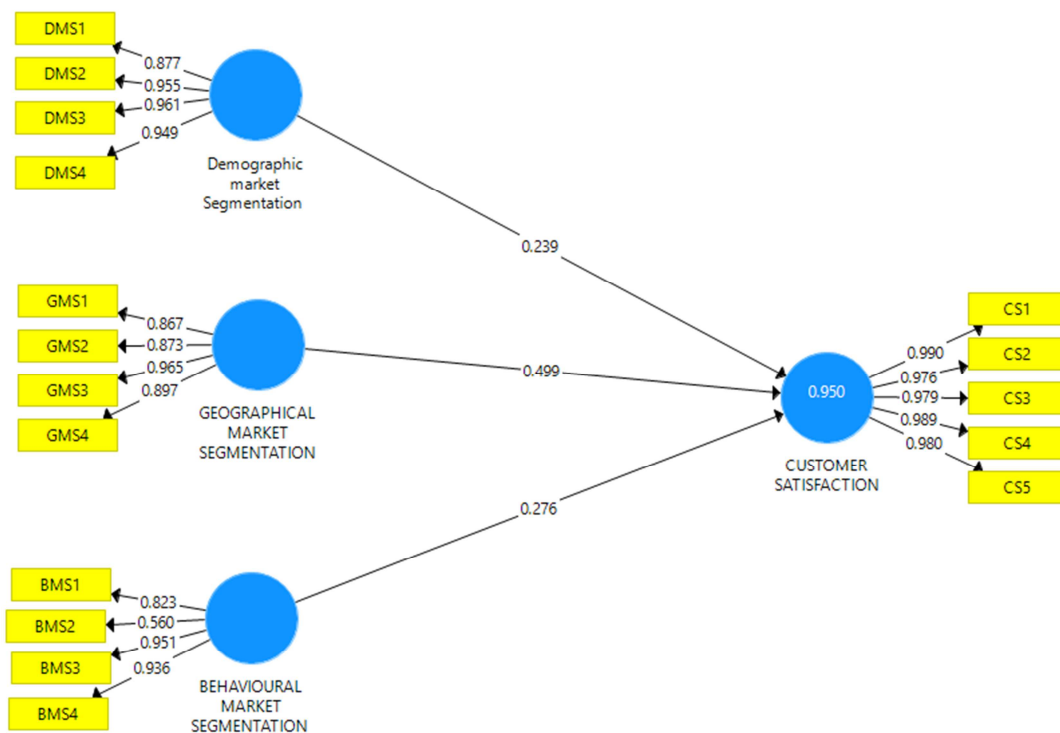 DMS1
0.877
DMS2
0.955
DMS3
0.961
0.949
DMS4
Demographic
market
Segmentation
0.239
GMS1
0.867
GMS2
0.873
0.965
GMS3
0.897
GMS4
GEOGRAPHICAL
MARKET
SEGMENTATION
0.499
CS1
0.990
CS2
0.976
0.950
0.979
CS3
0.989
CS4
0.980
CS5
CUSTOMER
SATISFACTION
0.276
BMS1
0.823
BMS2
0.560
0.951
BMS3
0.936
BMS4
BEHAVIOURAL
MARKET
SEGMENTATION